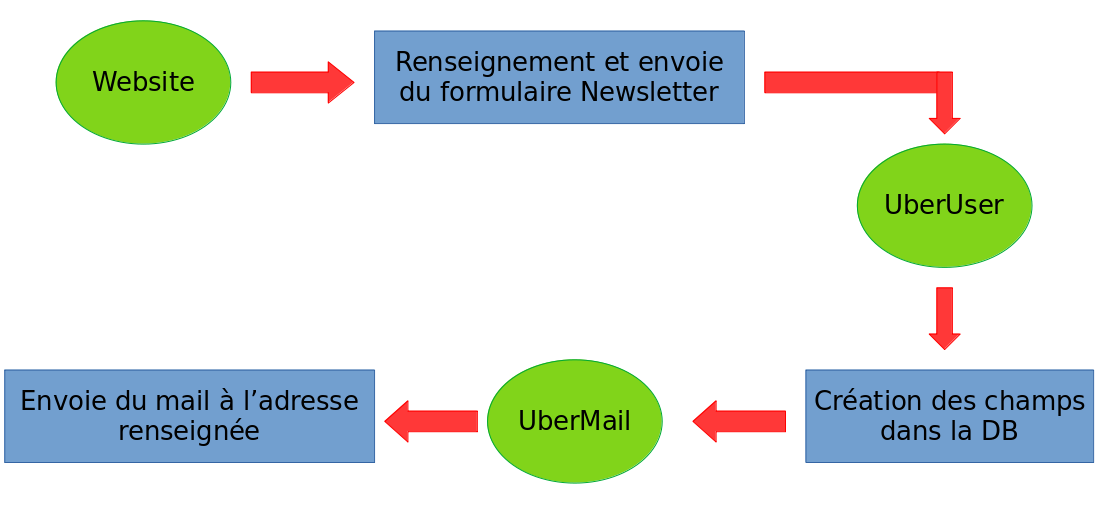 Website
Renseignement et envoie
du formulaire Newsletter
UberUser
Création des champs
dans la DB
UberMail
Envoie du mail à l’adresse
renseignée